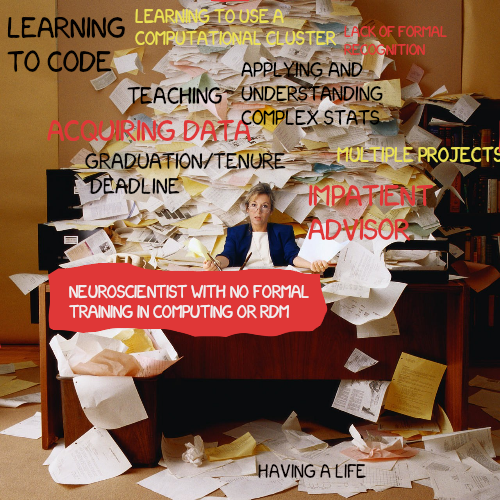 LEARNING
TO CODE
LEARNING TO USE A
COMPUTATIONAL CLUSTER
LACK OF FORMAL
RECOGNITION
APPLYING AND
UNDERSTANDING
COMPLEX STATS
TEACHING
ACQUIRING DATA
GRADUATION/TENURE
DEADLINE
MULTIPLE PROJECTS
IMPATIENT
ADVISOR
NEUROSCIENTIST WITH NO FORMAL
TRAINING IN COMPUTING OR RDM
HAVING A LIFE